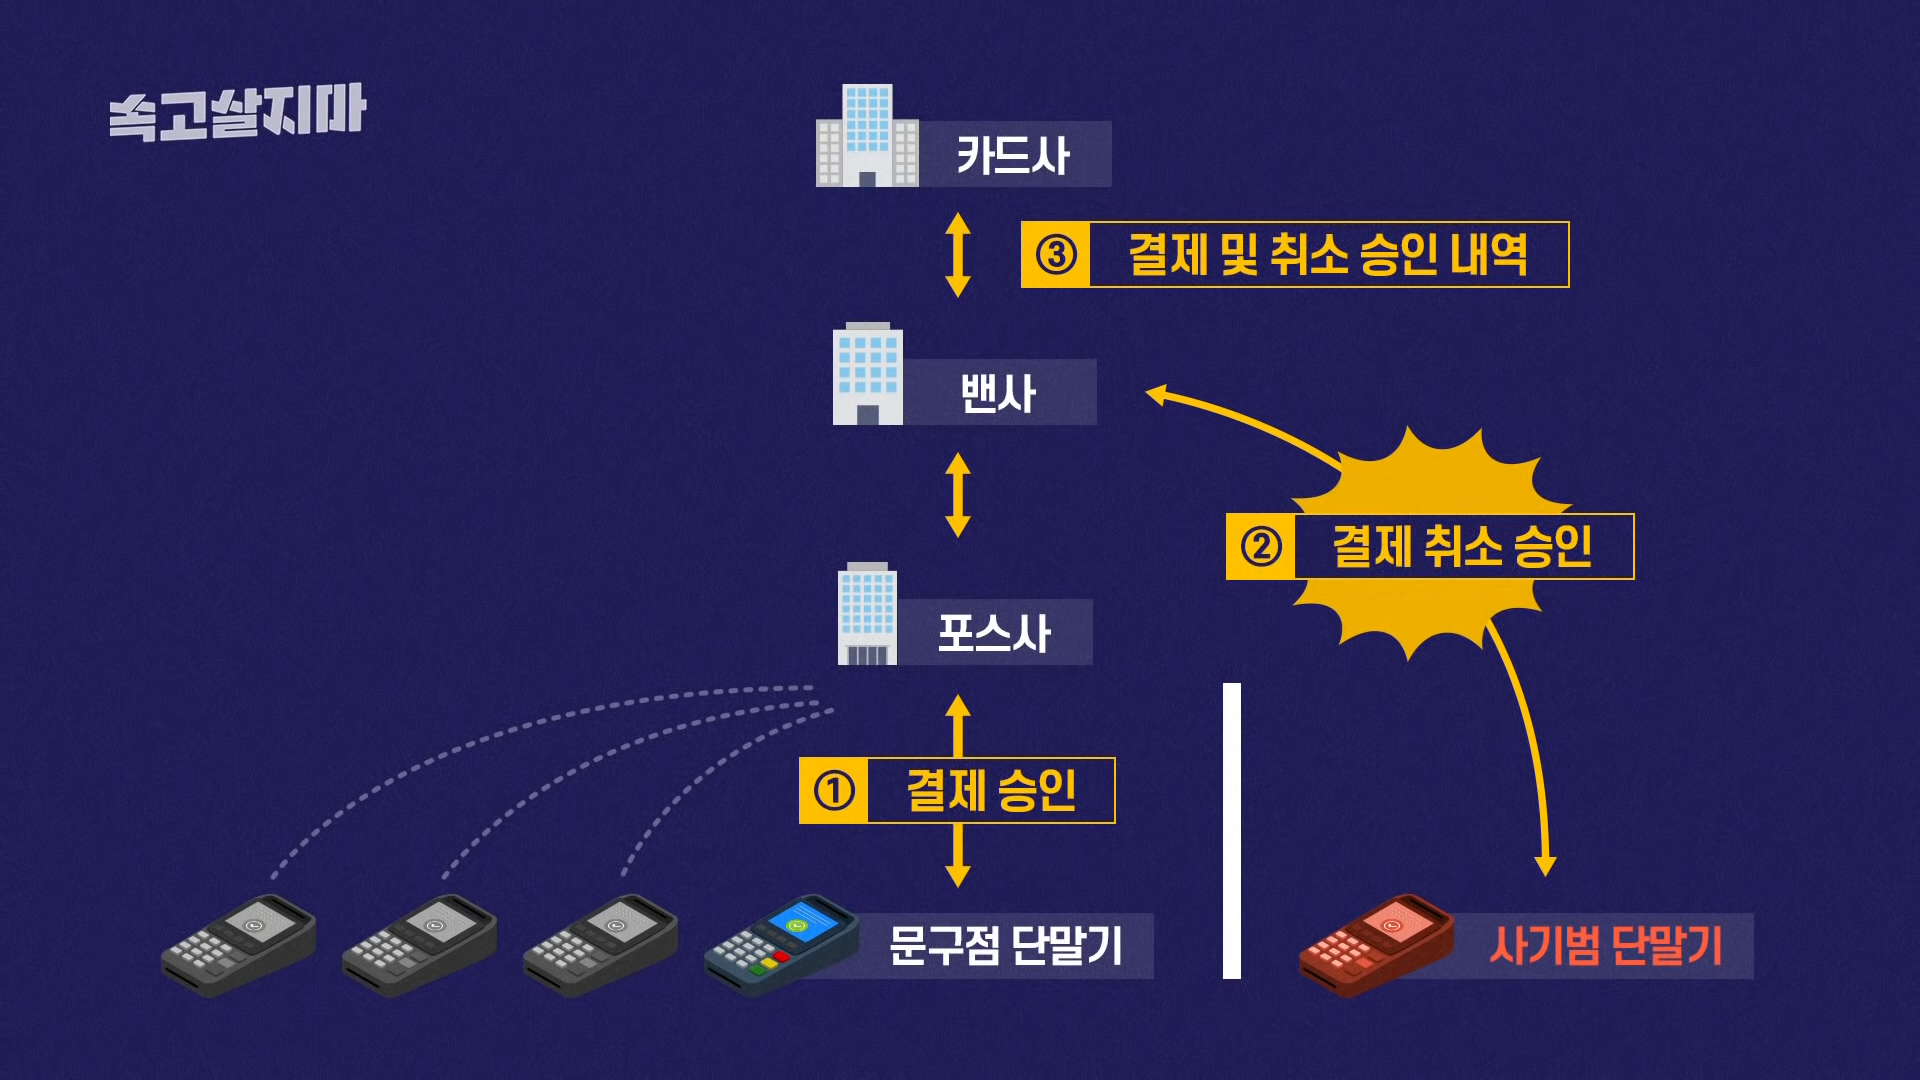 속고살지마
카드사
③ 결제 및 취소 승인 내역
밴사
② 결제 취소 승인
포스사
① 결제 승인
문구점 단말기
사기범 단말기